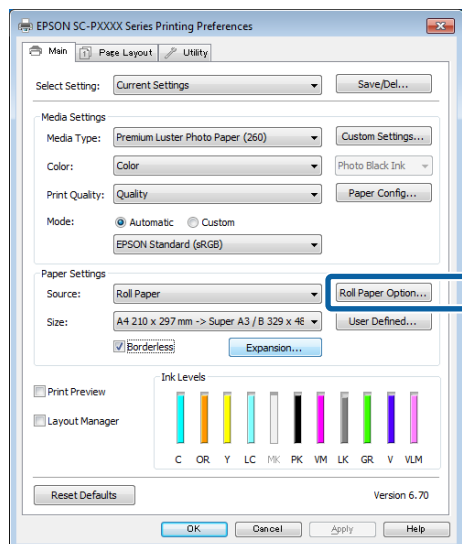 EPSON SC-PXXXX Series Printing Preferences
Main Page Layout Utility
Select Setting: Current Settings Save/Del...
Media Settings
Media Type: Premium Luster Photo Paper (260) Custom Settings...
Color: Color Photo Black Ink
Print Quality: Quality Paper Config...
Mode: Automatic Custom
EPSON Standard (sRGB)
Paper Settings
Source: Roll Paper Roll Paper Option...
Size: A4 210 x 297 mm -> Super A3 / B 329 x 48 User Defined...
Borderless Expansion...
Ink Levels
Print Preview
Layout Manager
C OR Y LC MK PK VM LK GR V VLM
Reset Defaults Version 6.70
OK Cancel Apply Help